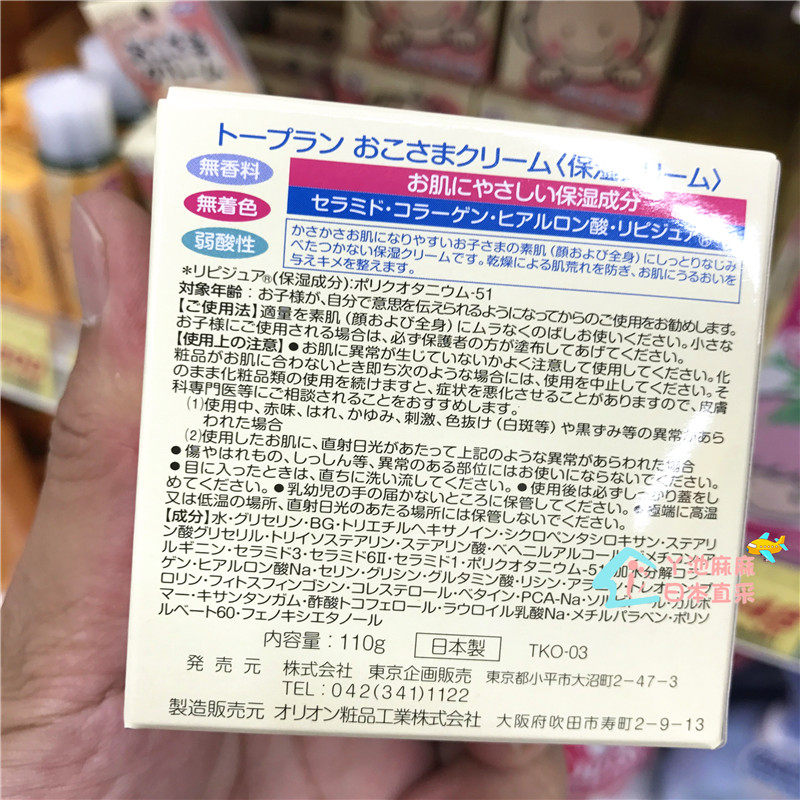 おこさま
クリーム
トープラン おこさまクリーム〈保湿クリーム〉
無香料
無着色
弱酸性
お肌にやさしい保湿成分
セラミド・コラーゲン・ヒアルロン酸・リピジュア®
かさかさお肌になりやすいお子さまの素肌(顔および全身)にしっとりなじみ
べたつかない保湿クリームです。乾燥による肌荒れを防ぎ、お肌にうるおいを
与えキメを整えます。
*リピジュア®(保湿成分):ポリクオタニウム-51
対象年齢:お子様が、自分で意思を伝えられるようになってからのご使用をお勧めします。
【ご使用法】適量を素肌(顔および全身)にムラなくのばしお使いください。小さな
お子様にご使用される場合は、必ず保護者の方が塗布してあげてください。
【使用上の注意】●お肌に異常が生じていないかよく注意して使用してください。化
粧品がお肌に合わないとき即ち次のような場合には、使用を中止してください。そ
のまま化粧品類の使用を続けますと、症状を悪化させることがありますので、皮膚
科専門医等にご相談されることをおすすめします。
(1)使用中、赤味、はれ、かゆみ、刺激、色抜け(白斑等)や黒ずみ等の異常があら
われた場合
(2)使用したお肌に、直射日光があたって上記のような異常があらわれた場合
●傷やはれもの、しっしん等、異常のある部位にはお使いにならないでください。
●目に入ったときは、直ちに洗い流してください。●使用後は必ずしっかり蓋をし
めてください。●乳幼児の手の届かないところに保管してください。●極端に高温
又は低温の場所、直射日光のあたる場所には保管しないでください。
【成分】水・グリセリン・BG・トリエチルヘキサノイン・シクロペンタシロキサン・ステアリ
ン酸グリセリル・トリイソステアリン・ステアリン酸・ベヘニルアルコール・ジメチコン・ア
ルギニン・セラミド3・セラミド6Ⅱ・セラミド1・ポリクオタニウム-51・加水分解コラー
ゲン・ヒアルロン酸Na・セリン・グリシン・グルタミン酸・リシン・アラニン・トレオニン・プ
ロリン・フィトスフィンゴシン・コレステロール・ベタイン・PCA-Na・ソルビトール・カルボ
マー・キサンタンガム・酢酸トコフェロール・ラウロイル乳酸Na・メチルパラベン・ポリソ
ルベート60・フェノキシエタノール
丫池麻麻
日本直采
内容量:110g 日本製 TKO-03
発売元 株式会社 東京企画販売 東京都小平市大沼町2-47-3
TEL:042(341)1122
製造販売元 オリオン粧品工業株式会社 大阪府吹田市寿町2-9-13